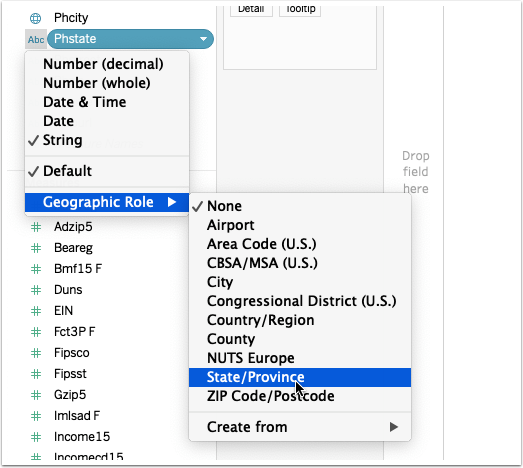 Detail Tooltip
Phcity
Abc Phstate
Number (decimal)
Number (whole)
Date & Time
Date
✓ String
✓ Default
Geographic Role ▶
✓ None
Airport
Area Code (U.S.)
CBSA/MSA (U.S.)
City
Congressional District (U.S.)
Country/Region
County
NUTS Europe
State/Province
ZIP Code/Postcode
Create from ▶
# Adzip5
# Beareg
# Bmf15 F
# Duns
# EIN
# Fct3P F
# Fipsco
# Fipsst
# Gzip5
# Imlsad F
# Income15
# Incomecd15
Drop
field
here